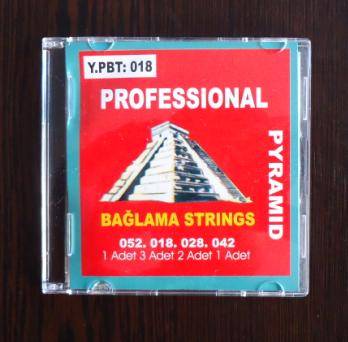 Y.PBT: 018
PROFESSIONAL
PYRAMID
BAĞLAMA STRINGS
052. 018. 028. 042
1 Adet 3 Adet 2 Adet 1 Adet